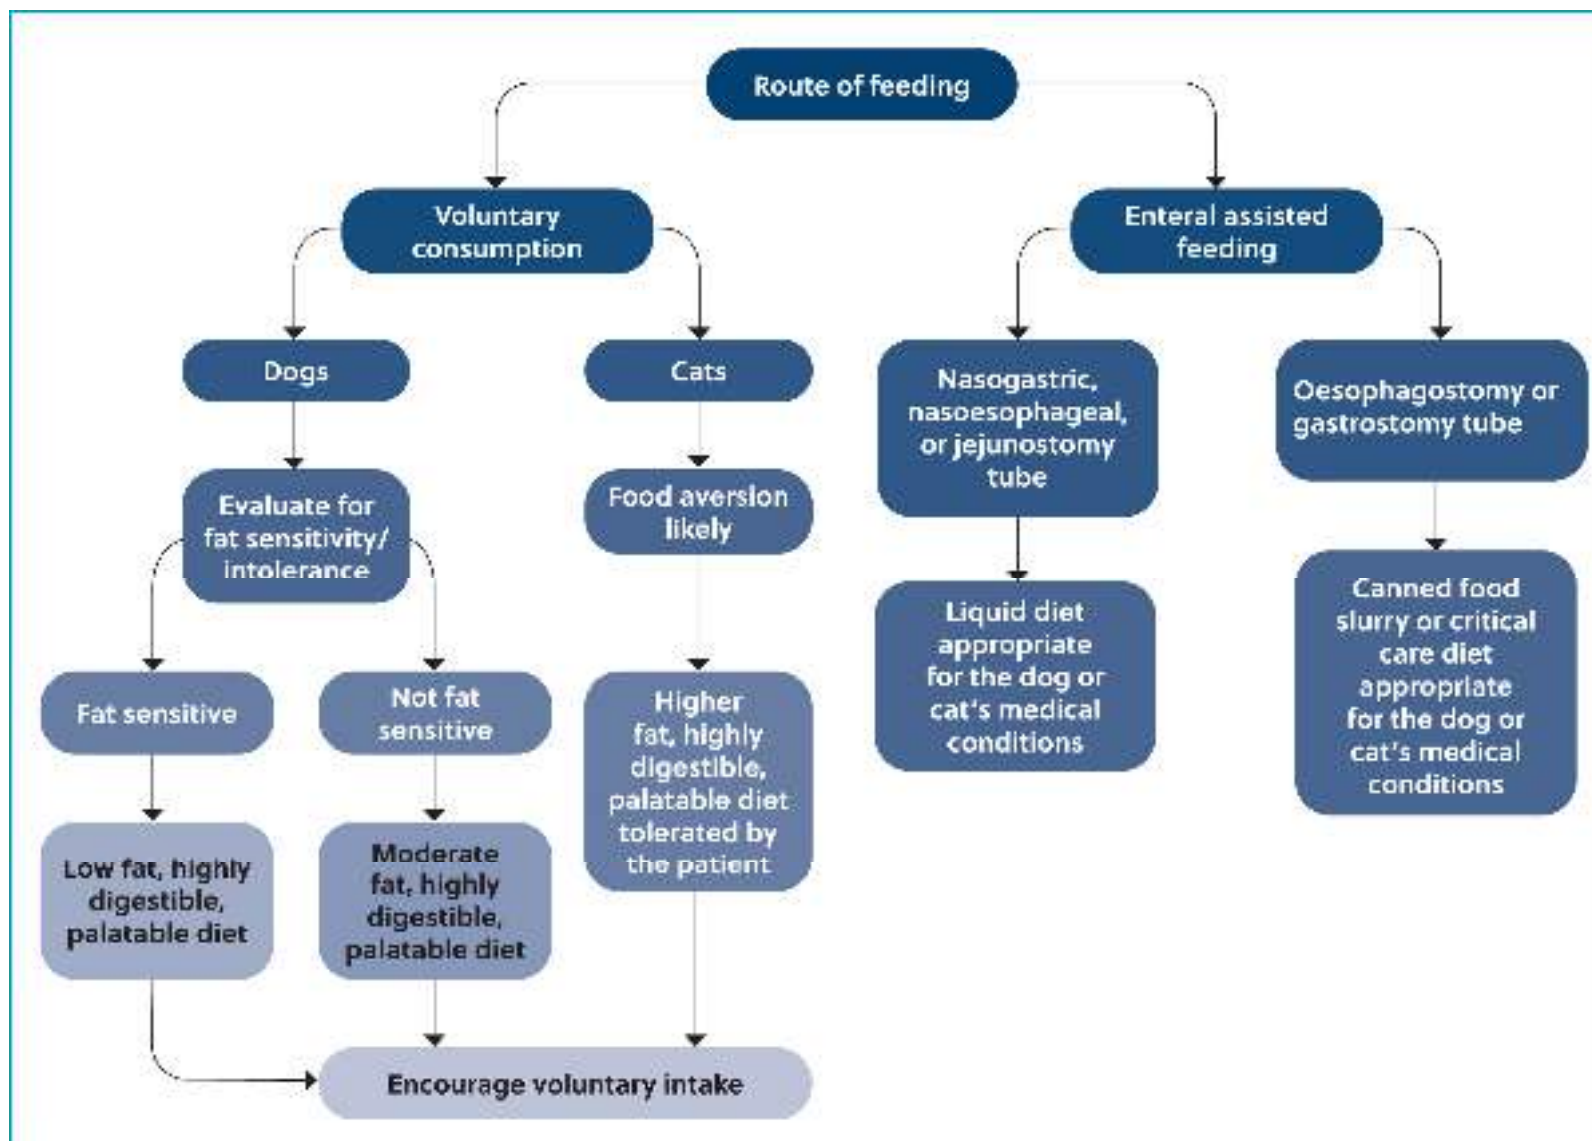 Route of feeding
Voluntary
consumption
Enteral assisted
feeding
Dogs
Cats
Nasogastric,
nasoesophageal,
or jejunostomy
tube
Oesophagostomy or
gastrostomy tube
Evaluate for
fat sensitivity/
intolerance
Food aversion
likely
Liquid diet
appropriate
for the dog or
cat's medical
conditions
Canned food
slurry or critical
care diet
appropriate
for the dog or
cat's medical
conditions
Fat sensitive
Not fat
sensitive
Higher
fat, highly
digestible,
palatable diet
tolerated by
the patient
Low fat, highly
digestible,
palatable diet
Moderate
fat, highly
digestible,
palatable diet
Encourage voluntary intake